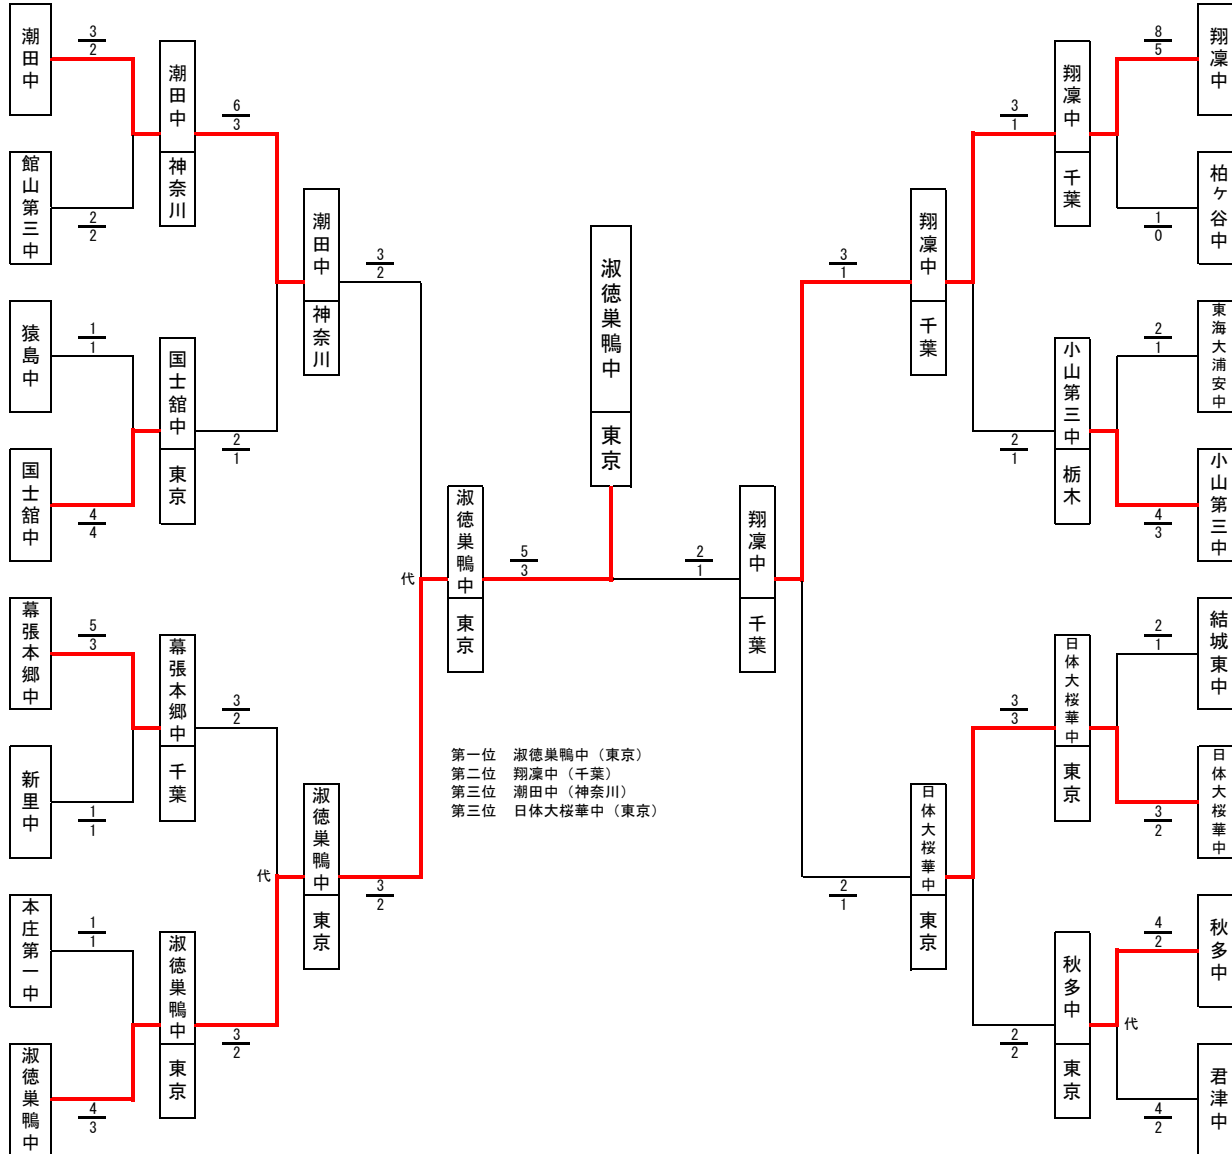 潮田中
3
2
館山第三中
2
2
猿島中
1
1
国士舘中
4
4
幕張本郷中
5
3
新里中
1
1
本庄第一中
1
1
淑徳巣鴨中
4
3
潮田中
神奈川
6
3
国士舘中
東京
2
1
幕張本郷中
千葉
3
2
淑徳巣鴨中
東京
3
2
代
潮田中
神奈川
3
2
淑徳巣鴨中
東京
3
2
代
淑徳巣鴨中
東京
5
3
淑徳巣鴨中
東京
第一位 淑徳巣鴨中（東京）
第二位 翔凜中（千葉）
第三位 潮田中（神奈川）
第三位 日体大桜華中（東京）
翔凜中
千葉
2
1
翔凜中
千葉
3
1
日体大桜華中
東京
2
1
翔凜中
千葉
3
1
小山第三中
栃木
2
1
日体大桜華中
東京
3
3
秋多中
東京
2
2
翔凜中
8
5
柏ケ谷中
1
0
東海大浦安中
2
1
小山第三中
4
3
結城東中
2
1
日体大桜華中
3
2
秋多中
4
2
代
君津中
4
2